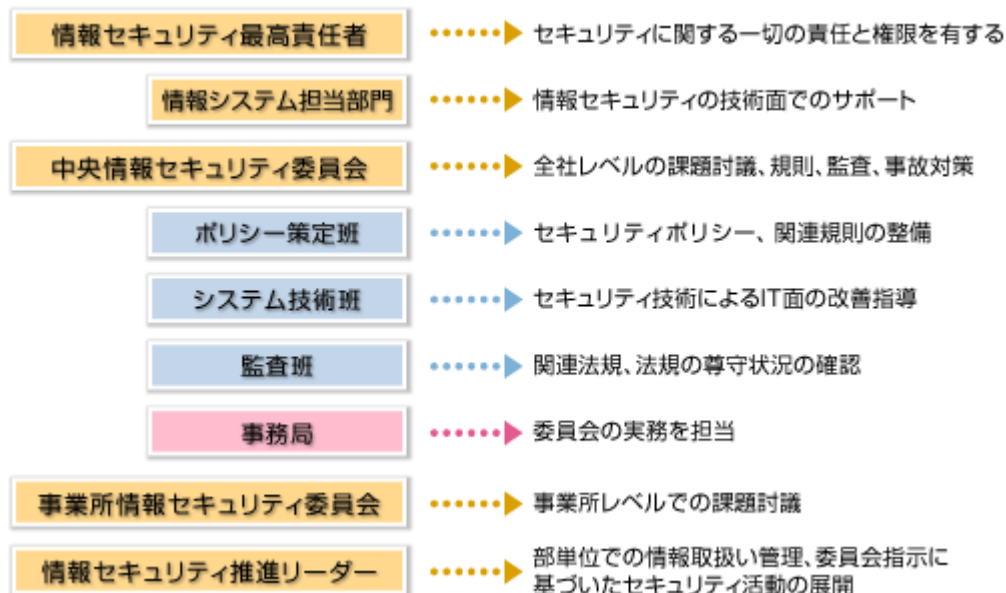 情報セキュリティ最高責任者
セキュリティに関する一切の責任と権限を有する
情報システム担当部門
情報セキュリティの技術面でのサポート
中央情報セキュリティ委員会
全社レベルの課題討議、規則、監査、事故対策
ポリシー策定班
セキュリティポリシー、関連規則の整備
システム技術班
セキュリティ技術によるIT面の改善指導
監査班
関連法規、法規の尊守状況の確認
事務局
委員会の実務を担当
事業所情報セキュリティ委員会
事業所レベルでの課題討議
情報セキュリティ推進リーダー
部単位での情報取扱い管理、委員会指示に
基づいたセキュリティ活動の展開